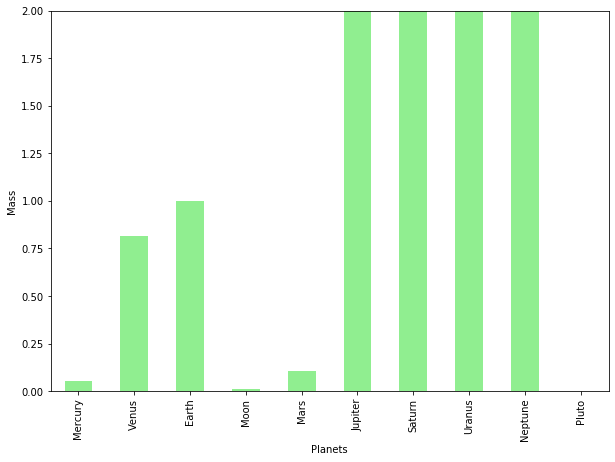 2.00
1.75
1.50
1.25
1.00
0.75
0.50
0.25
0.00
Mass
Mercury
Venus
Earth
Moon
Mars
Jupiter
Saturn
Uranus
Neptune
Pluto
Planets